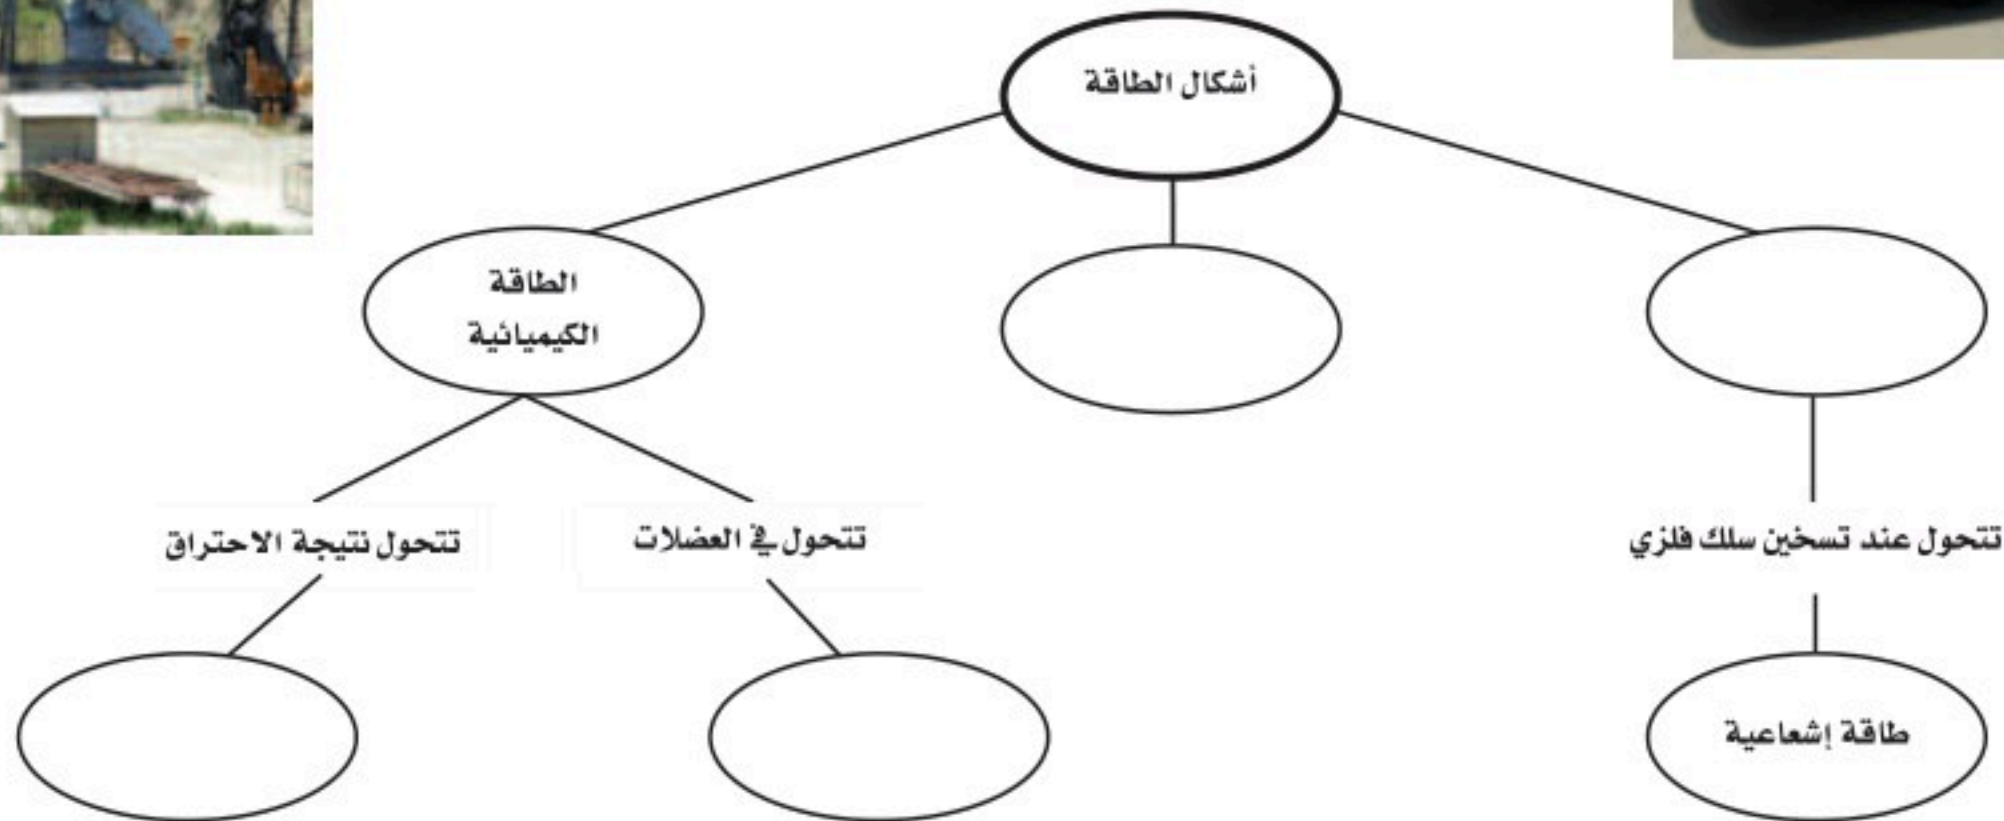 أشكال الطاقة
الطاقة
الكيميائية
تتحول عند تسخين سلك فلزي
تتحول في العضلات
تتحول نتيجة الاحتراق
طاقة إشعاعية